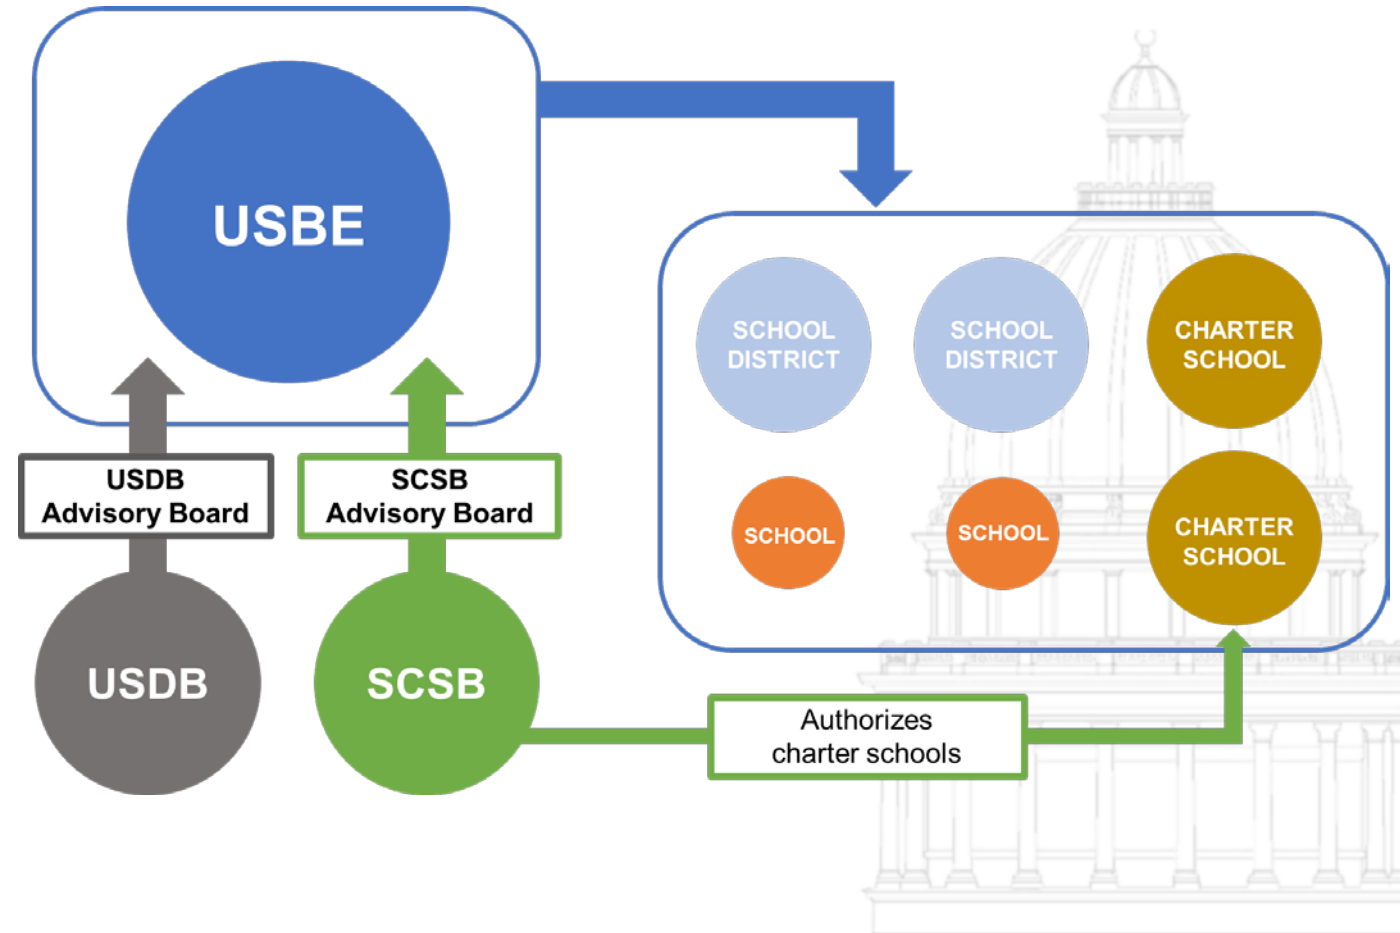 USBE
USDB
Advisory Board
SCSB
Advisory Board
USDB
SCSB
SCHOOL
DISTRICT
SCHOOL
DISTRICT
CHARTER
SCHOOL
SCHOOL
SCHOOL
CHARTER
SCHOOL
Authorizes
charter schools